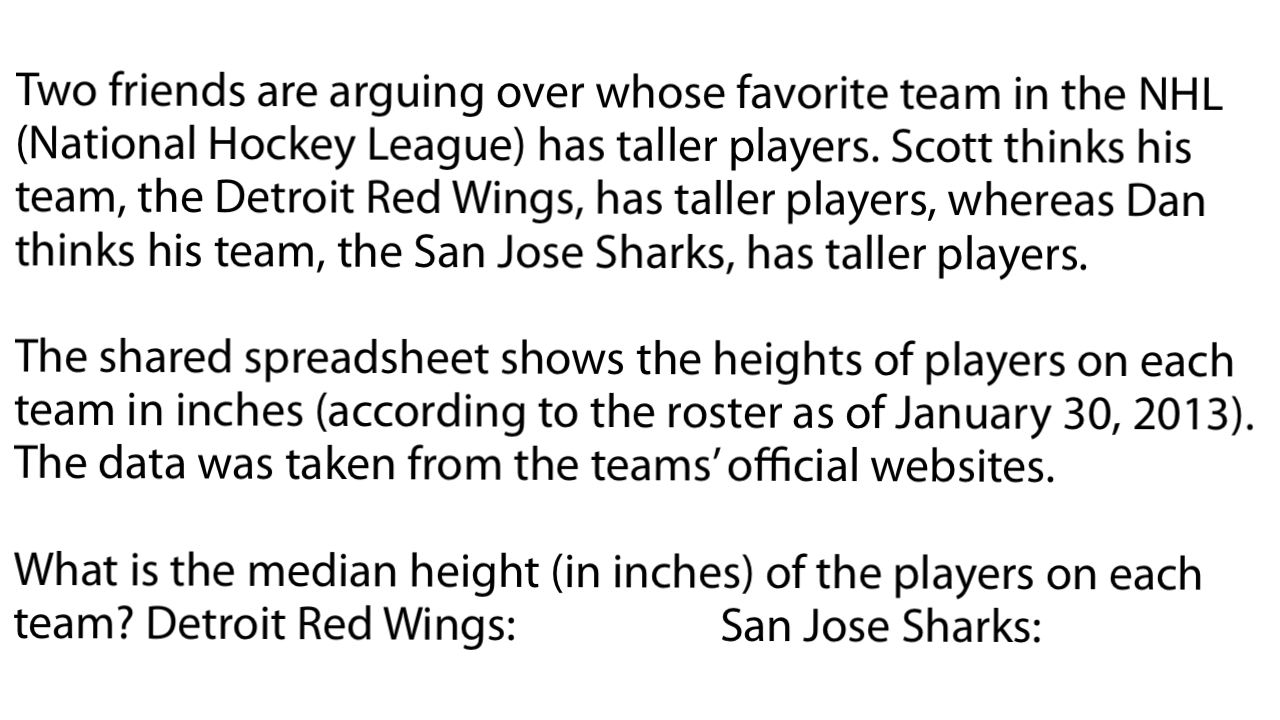 Two friends are arguing over whose favorite team in the NHL
(National Hockey League) has taller players. Scott thinks his
team, the Detroit Red Wings, has taller players, whereas Dan
thinks his team, the San Jose Sharks, has taller players.
The shared spreadsheet shows the heights of players on each
team in inches (according to the roster as of January 30, 2013).
The data was taken from the teams’ official websites.
What is the median height (in inches) of the players on each
team? Detroit Red Wings: San Jose Sharks: